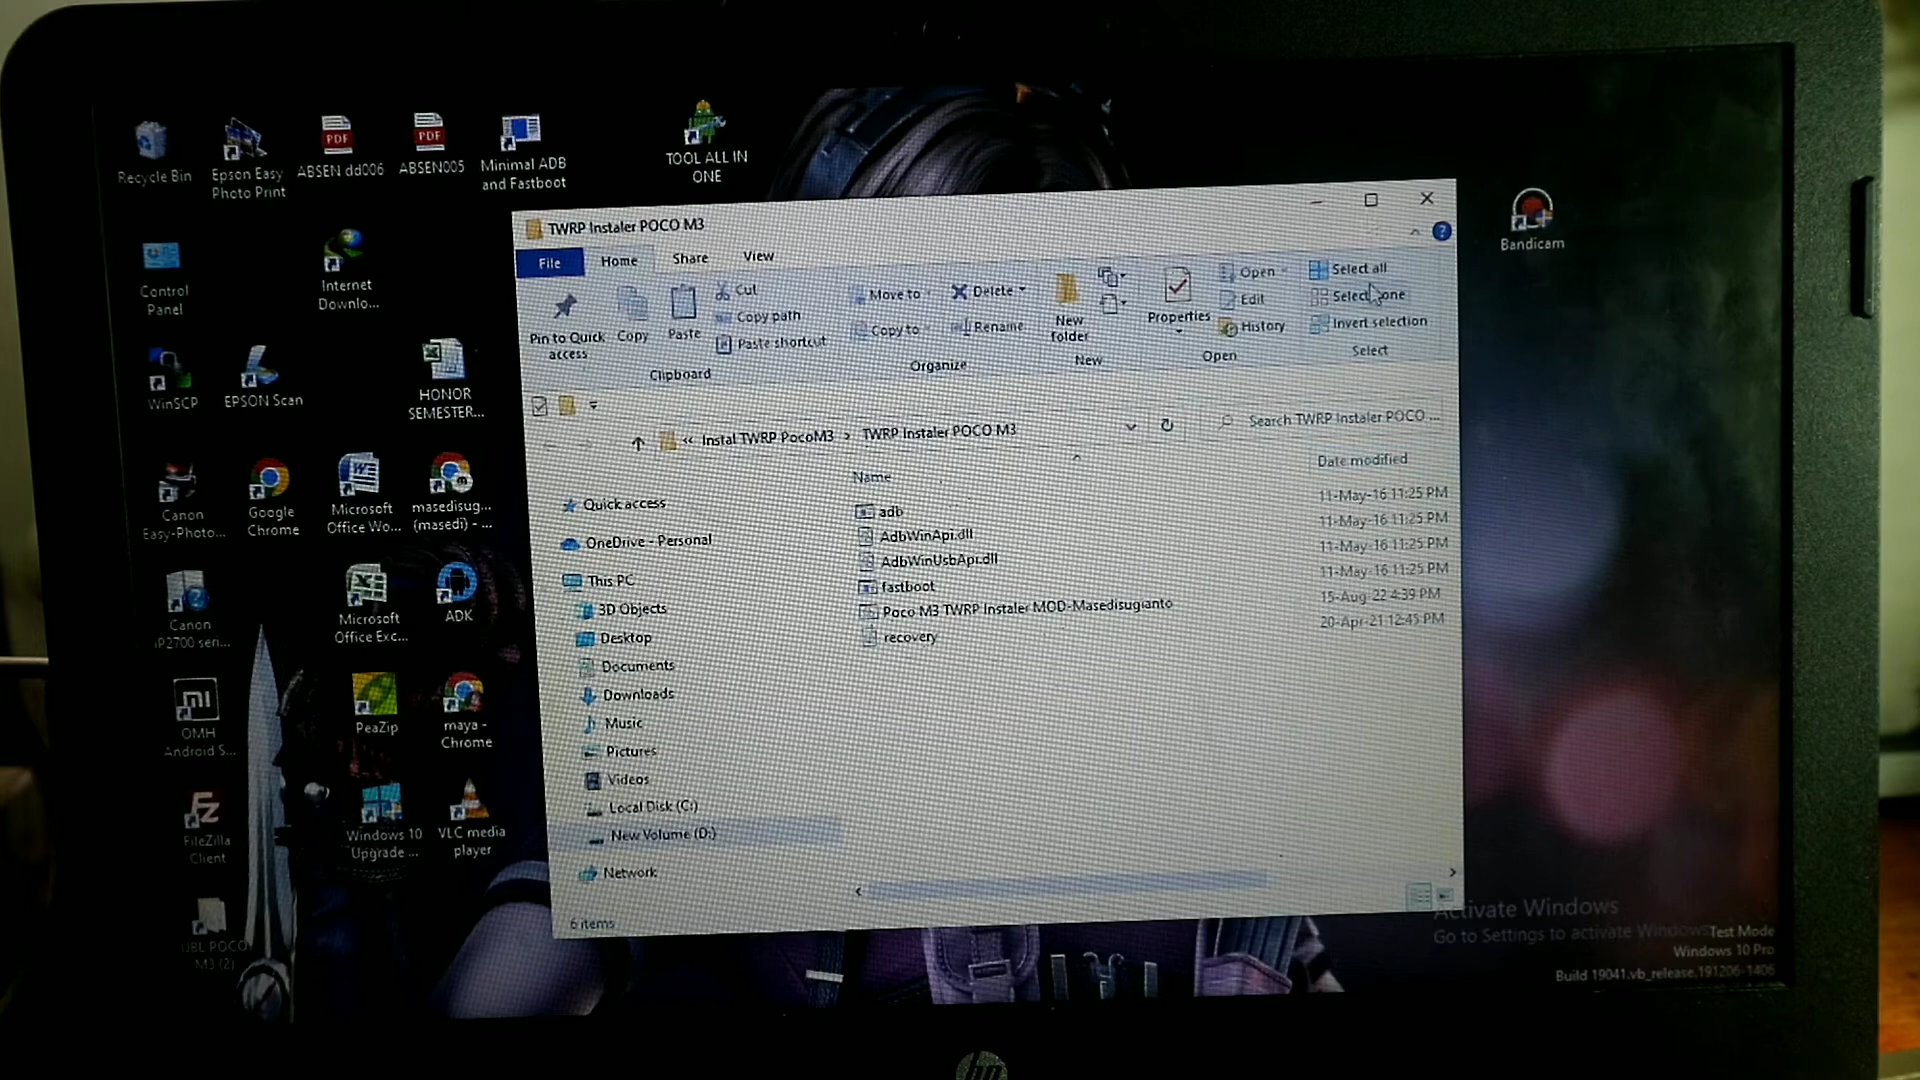 Recycle Bin
Epson Easy
Photo Print
ABSEN dd006
ABSEN005
Minimal ADB
and Fastboot
TOOL ALL IN
ONE
Bandicam
Control
Panel
Internet
Downlo...
WinSCP
EPSON Scan
HONOR
SEMESTER...
Canon
Easy-Photo...
Google
Chrome
Microsoft
Office Wo...
masedisug...
(masedi) - ...
Canon
iP2700 seri...
Microsoft
Office Exc...
ADK
OMH
Android S...
PeaZip
maya -
Chrome
FileZilla
Client
Windows 10
Upgrade ...
VLC media
player
UBL POCO
M3 (2)
TWRP Instaler POCO M3
File
Home
Share
View
Pin to Quick
access
Copy
Paste
Cut
Copy path
Paste shortcut
Clipboard
Move to
Copy to
Delete
Rename
Organize
New
folder
New
Properties
Open
Edit
History
Open
Select all
Invert selection
Select
« Instal TWRP PocoM3 › TWRP Instaler POCO M3
Search TWRP Instaler POCO ...
Name
Date modified
adb
11-May-16 11:25 PM
AdbWinApi.dll
11-May-16 11:25 PM
AdbWinUsbApi.dll
11-May-16 11:25 PM
fastboot
11-May-16 11:25 PM
Poco M3 TWRP Instaler MOD-Masedisugianto
15-Aug-22 4:39 PM
recovery
20-Apr-21 12:45 PM
Quick access
OneDrive - Personal
This PC
3D Objects
Desktop
Documents
Downloads
Music
Pictures
Videos
Local Disk (C:)
New Volume (D:)
Network
6 items
Activate Windows
Go to Settings to activate Windows
Test Mode
Windows 10 Pro
Build 19041.vb_release.191206-1406
hp